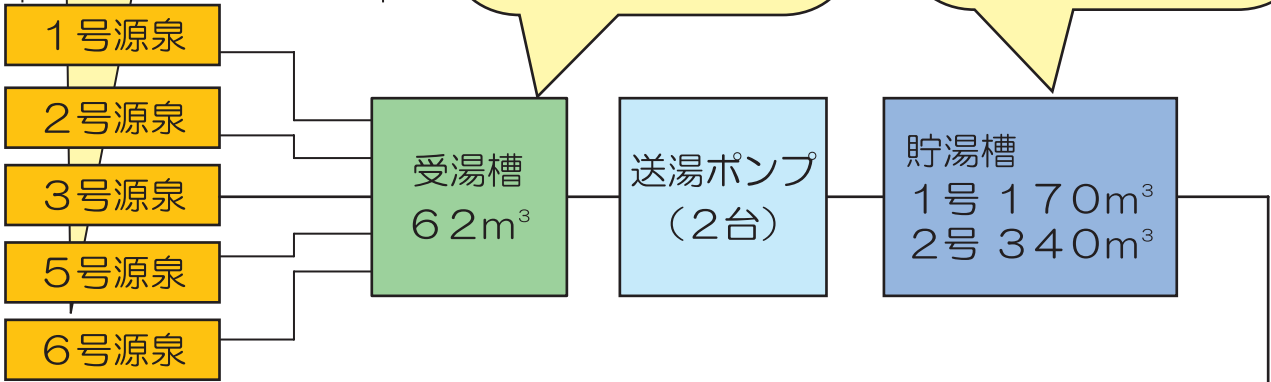 １号源泉
２号源泉
３号源泉
５号源泉
６号源泉
受湯槽
６２m³
送湯ポンプ
（２台）
貯湯槽
１号 １７０m³
２号 ３４０m³